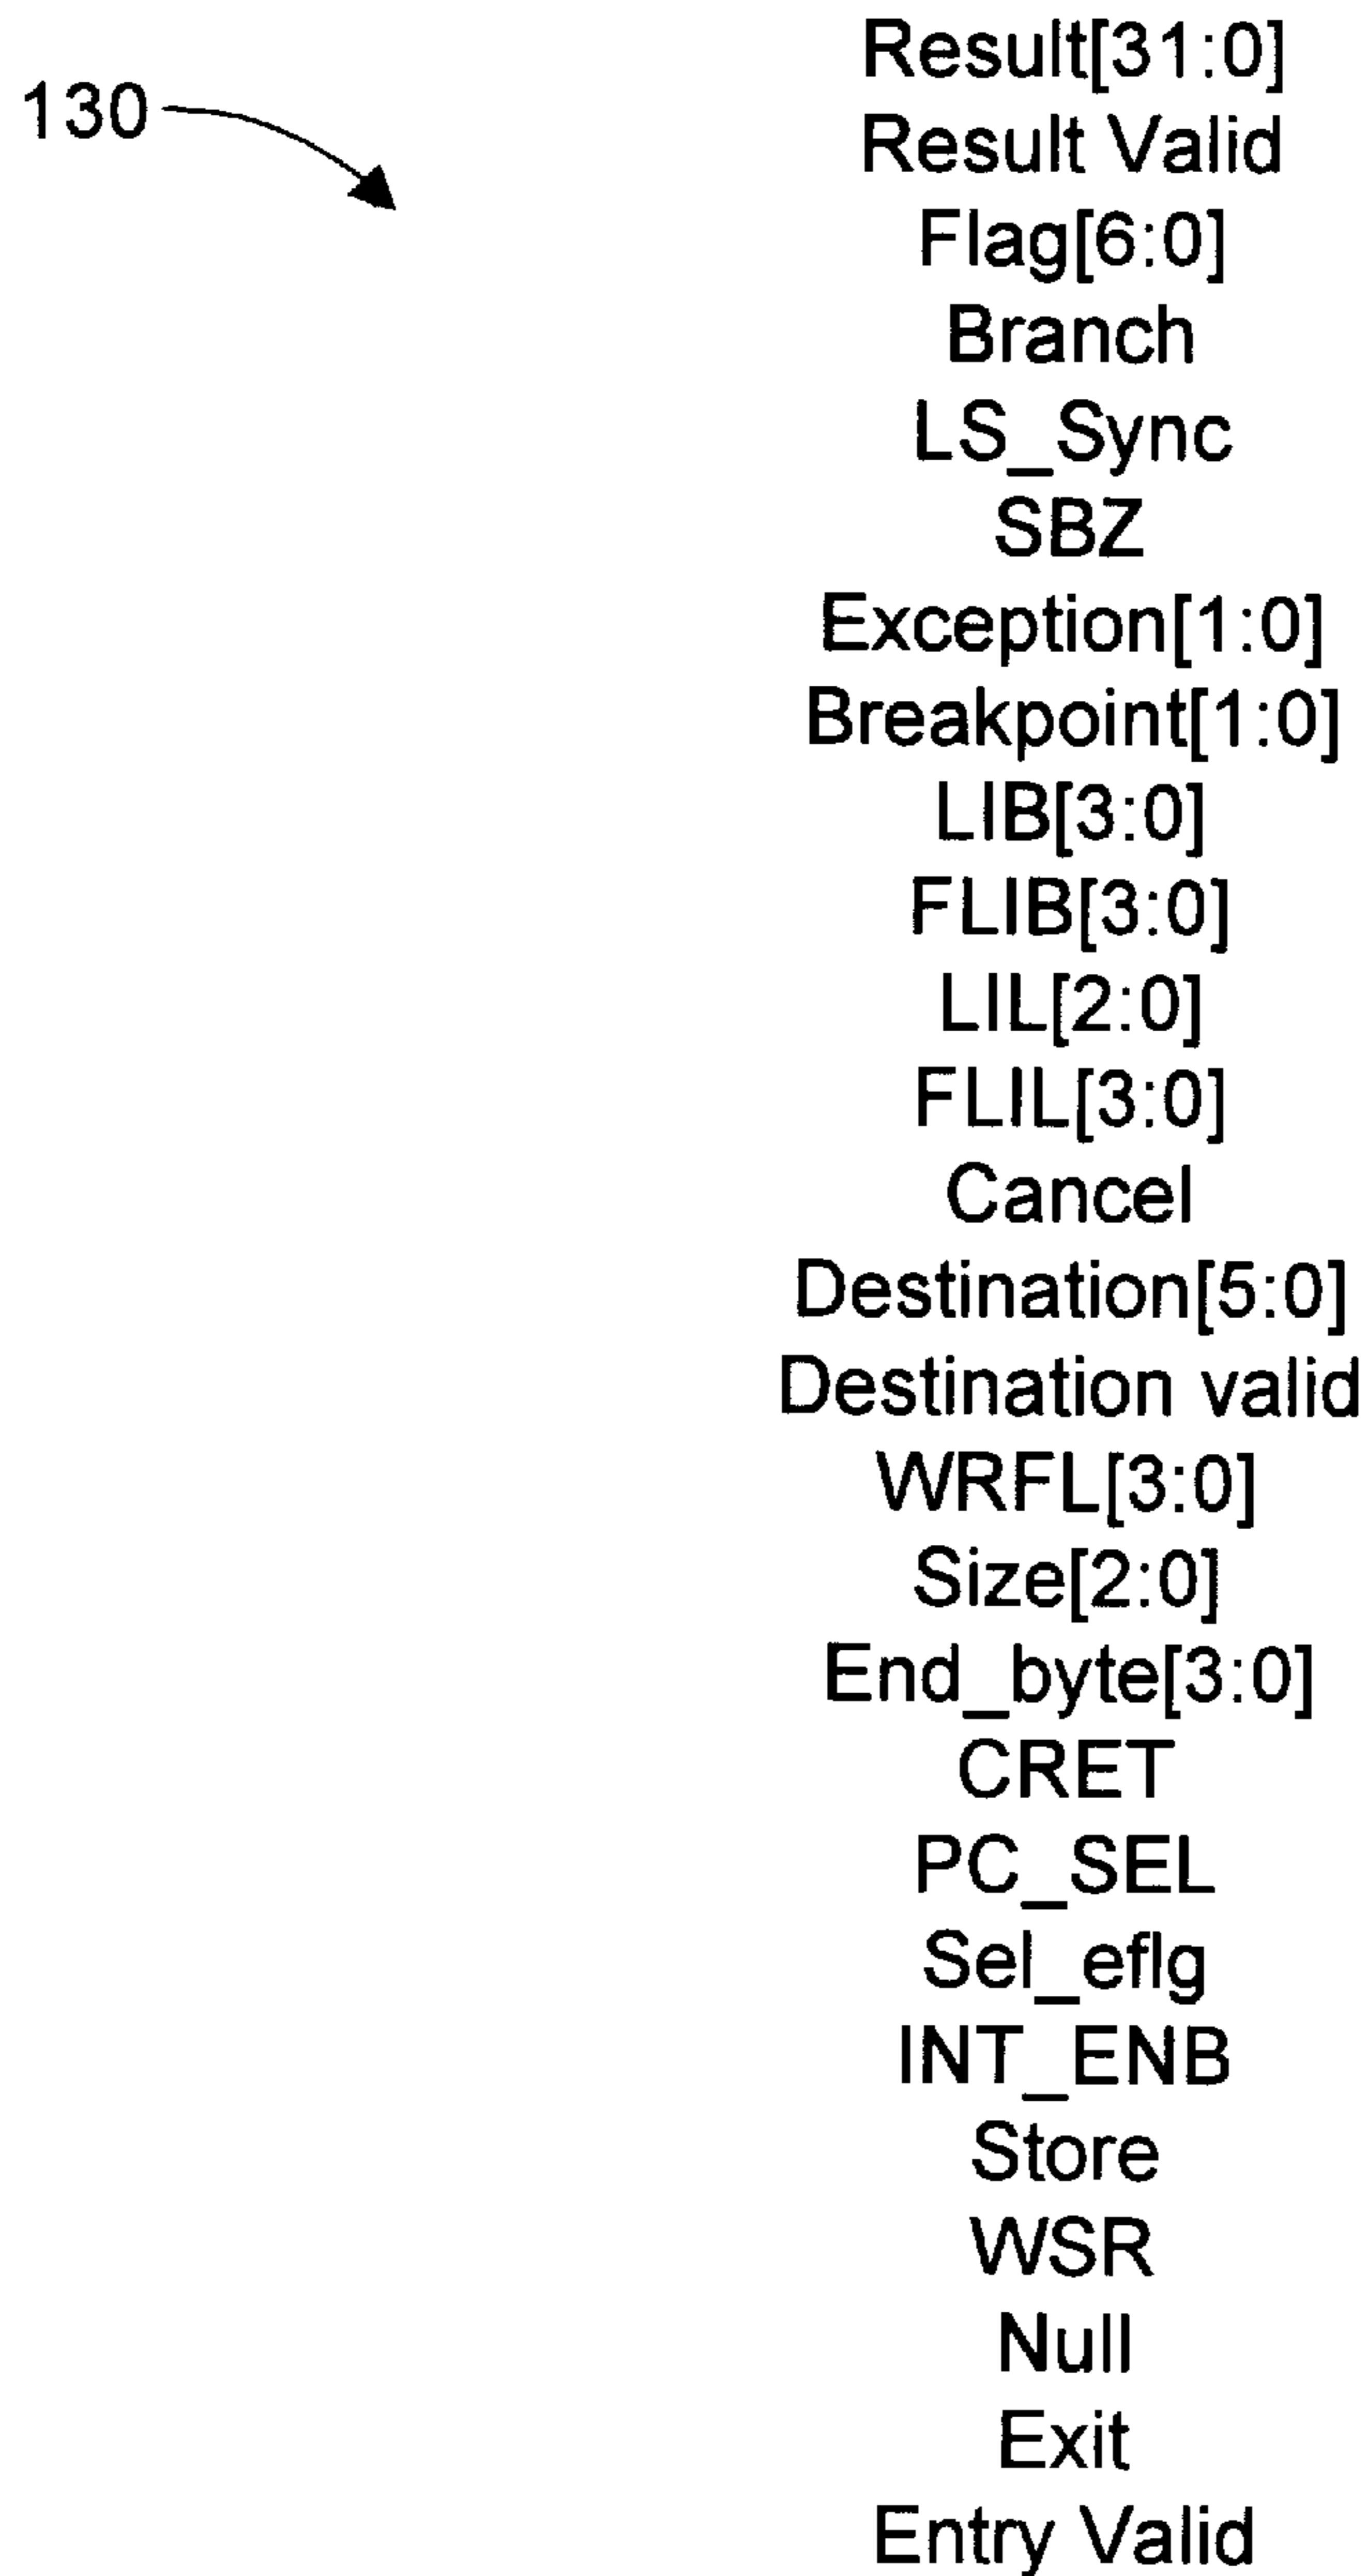 130
Result[31:0]
Result Valid
Flag[6:0]
Branch
LS_Sync
SBZ
Exception[1:0]
Breakpoint[1:0]
LIB[3:0]
FLIB[3:0]
LIL[2:0]
FLIL[3:0]
Cancel
Destination[5:0]
Destination valid
WRFL[3:0]
Size[2:0]
End_byte[3:0]
CRET
PC_SEL
Sel_eflg
INT_ENB
Store
WSR
Null
Exit
Entry Valid